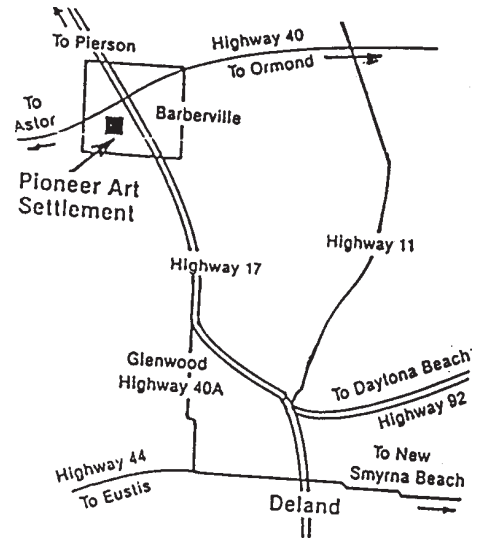 To Pierson
Highway 40
To Ormond
To
Astor
Barberville
Pioneer Art
Settlement
Highway 11
Highway 17
Glenwood
Highway 40A
To Daytona Beach
Highway 92
Highway 44
To Eustis
To New
Smyrna Beach
Deland